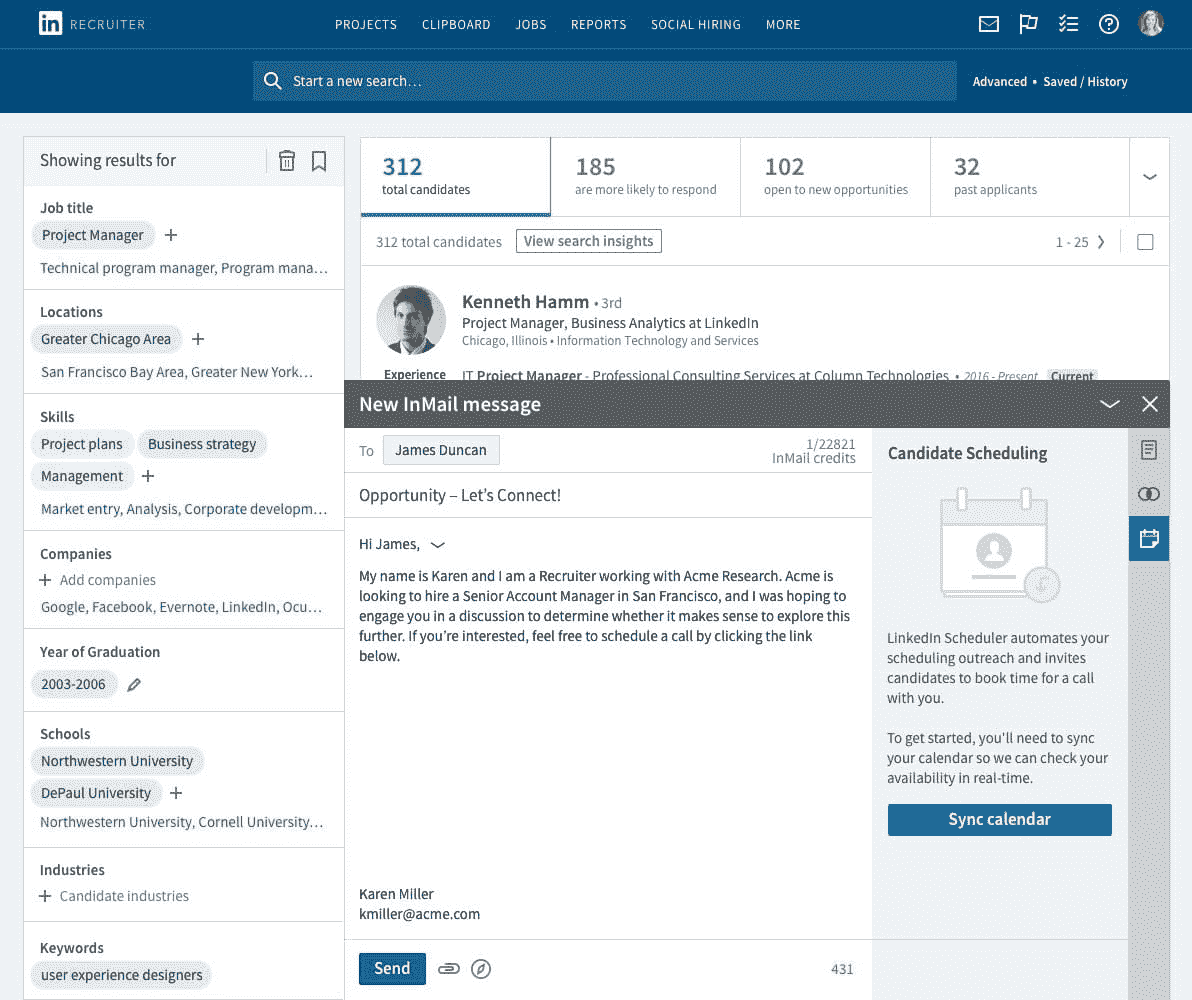 in RECRUITER
PROJECTS CLIPBOARD JOBS REPORTS SOCIAL HIRING MORE
Start a new search...
Advanced • Saved / History
Showing results for
Job title
Project Manager
Technical program manager, Program mana...
Locations
Greater Chicago Area
San Francisco Bay Area, Greater New York...
Skills
Project plans Business strategy
Management
Market entry, Analysis, Corporate developm...
Companies
Add companies
Google, Facebook, Evernote, LinkedIn, Ocu...
Year of Graduation
2003-2006
Schools
Northwestern University
DePaul University
Northwestern University, Cornell University...
Industries
Candidate industries
Keywords
user experience designers
312
total candidates
185
are more likely to respond
102
open to new opportunities
32
past applicants
312 total candidates View search insights 1 - 25
Kenneth Hamm • 3rd
Project Manager, Business Analytics at LinkedIn
Chicago, Illinois • Information Technology and Services
Experience IT Project Manager - Professional Consulting Services at Column Technologies • 2016 - Present Current
New InMail message
To James Duncan
1/22821
InMail credits
Opportunity – Let's Connect!
Hi James,
My name is Karen and I am a Recruiter working with Acme Research. Acme is
looking to hire a Senior Account Manager in San Francisco, and I was hoping to
engage you in a discussion to determine whether it makes sense to explore this
further. If you're interested, feel free to schedule a call by clicking the link
below.
Karen Miller
kmiller@acme.com
Send
431
Candidate Scheduling
LinkedIn Scheduler automates your
scheduling outreach and invites
candidates to book time for a call
with you.
To get started, you'll need to sync
your calendar so we can check your
availability in real-time.
Sync calendar